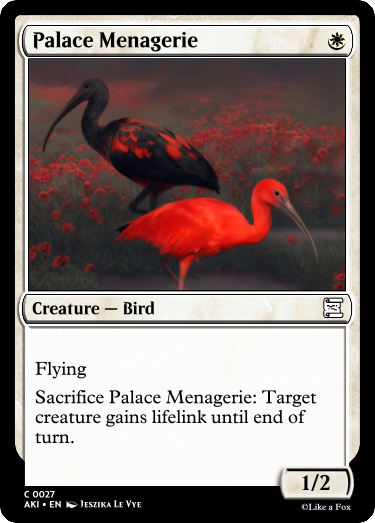 Palace Menagerie
Creature — Bird
Flying
Sacrifice Palace Menagerie: Target
creature gains lifelink until end of
turn.
1/2
C 0027
AKI • EN Jeszika Le Vye
©Like a Fox